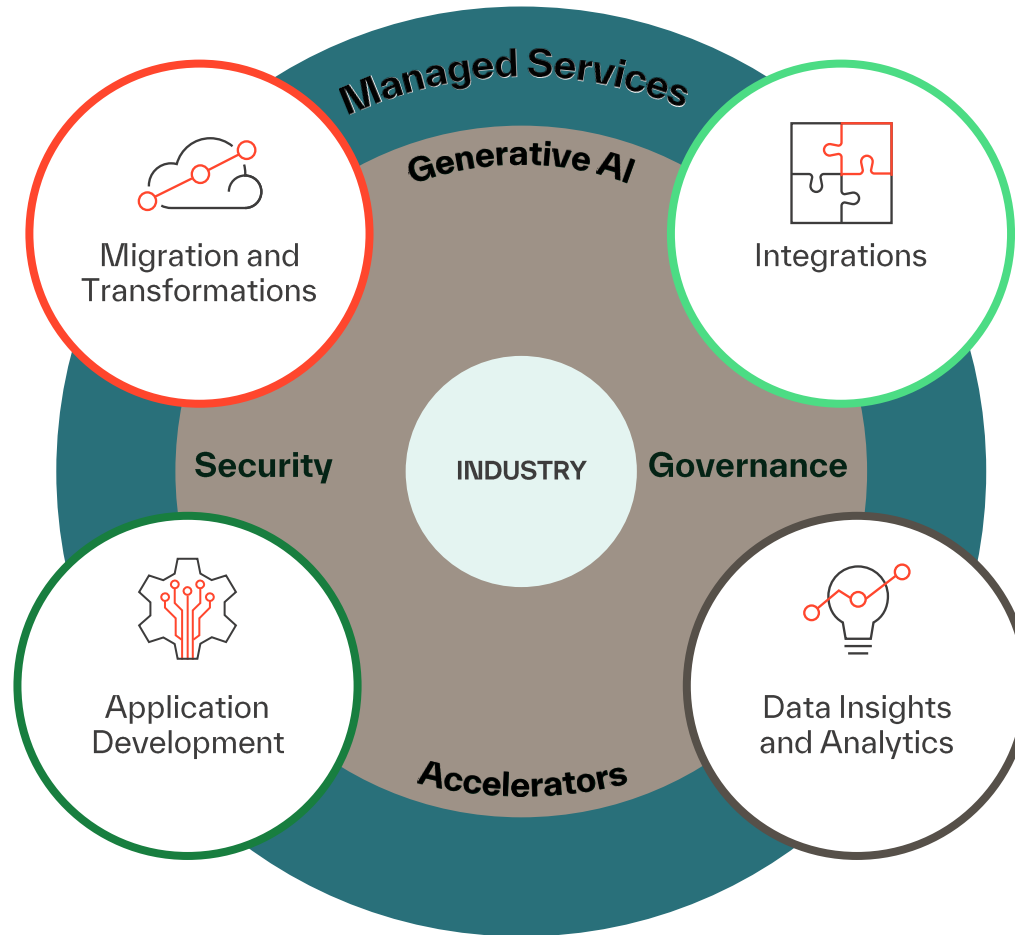 Managed Services
Generative AI
Migration and
Transformations
Integrations
Security
INDUSTRY
Governance
Application
Development
Data Insights
and Analytics
Accelerators